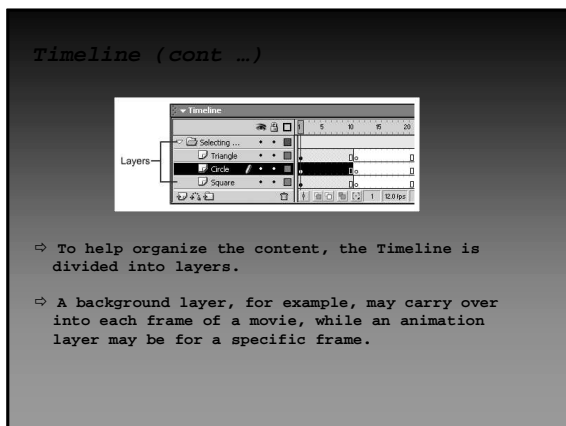 Timeline (cont …)
Timeline
1 5 10 15 20
Selecting ...
Triangle
Layers
Circle
Square
1 12.0 fps
⇨ To help organize the content, the Timeline is
divided into layers.
⇨ A background layer, for example, may carry over
into each frame of a movie, while an animation
layer may be for a specific frame.